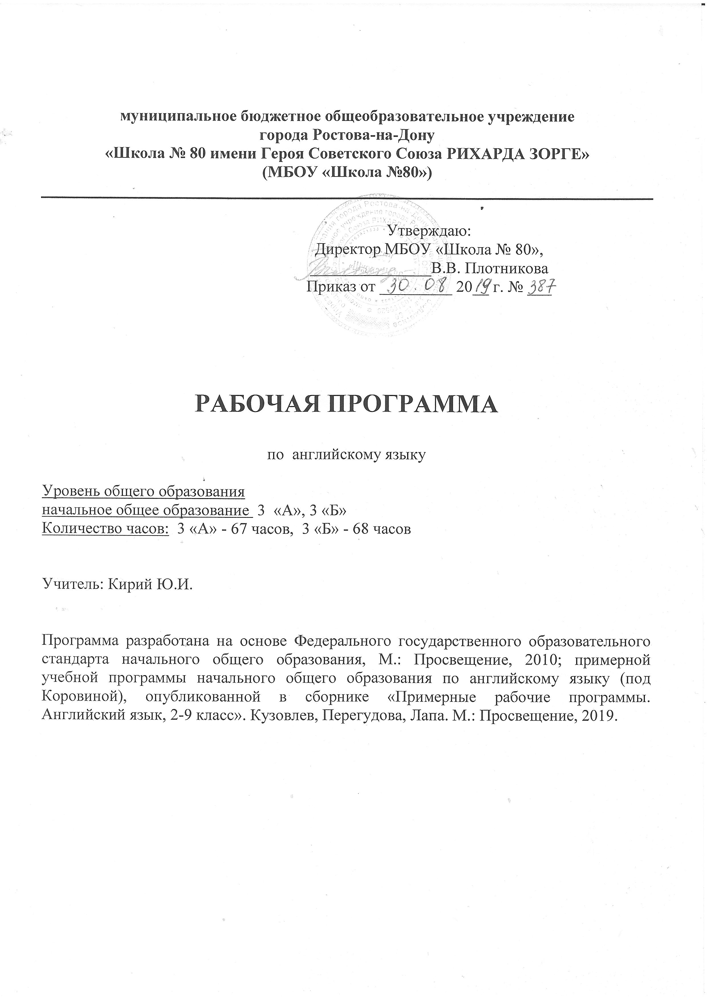 муниципальное бюджетное общеобразовательное учреждение
города Ростова-на-Дону
«Школа № 80 имени Героя Советского Союза РИХАРДА ЗОРГЕ»
(МБОУ «Школа №80»)
Утверждаю:
Директор МБОУ «Школа № 80»,
_______________В.В. Плотникова
Приказ от 30.08 2019 г. № 387
РАБОЧАЯ ПРОГРАММА
по английскому языку
Уровень общего образования
начальное общее образование 3 «А», 3 «Б»
Количество часов: 3 «А» - 67 часов, 3 «Б» - 68 часов
Учитель: Кирий Ю.И.
Программа разработана на основе Федерального государственного образовательного
стандарта начального общего образования, М.: Просвещение, 2010; примерной
учебной программы начального общего образования по английскому языку (под
Коровиной), опубликованной в сборнике «Примерные рабочие программы.
Английский язык, 2-9 класс». Кузовлев, Перегудова, Лапа. М.: Просвещение, 2019.